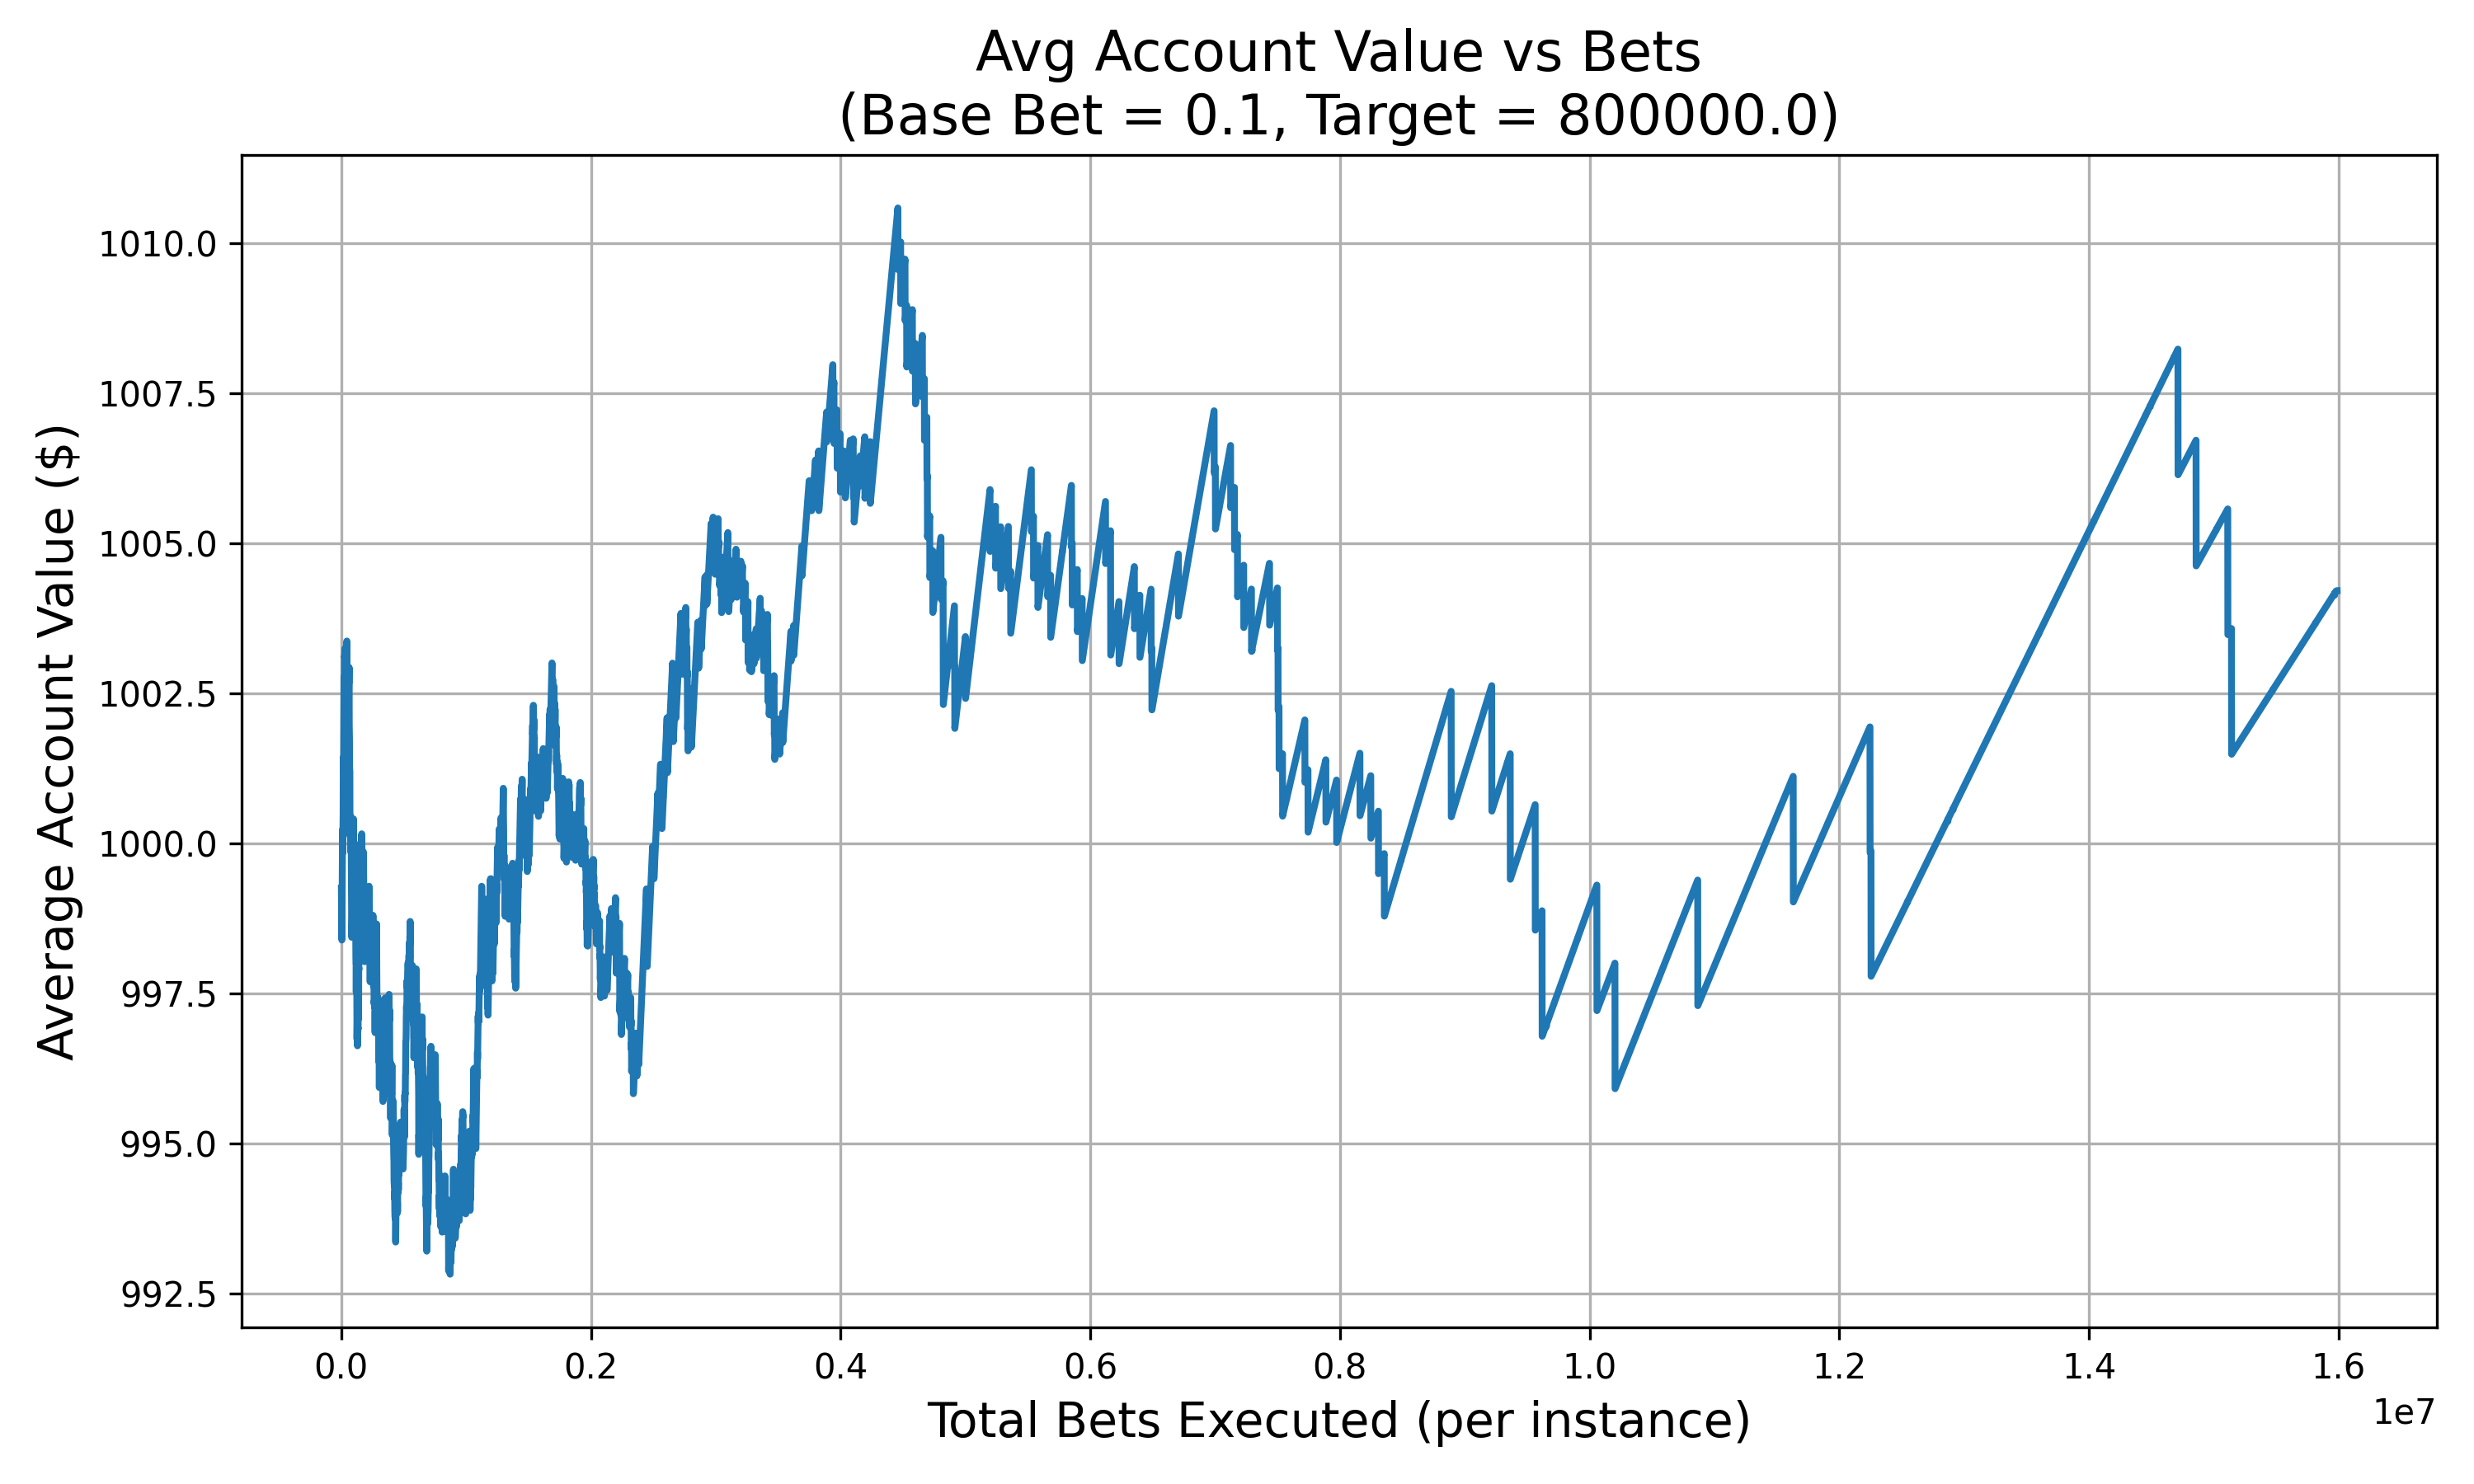 Avg Account Value vs Bets
(Base Bet = 0.1, Target = 800000.0)
Average Account Value ($)
1010.0
1007.5
1005.0
1002.5
1000.0
997.5
995.0
992.5
0.0 0.2 0.4 0.6 0.8 1.0 1.2 1.4 1.6
1e7
Total Bets Executed (per instance)